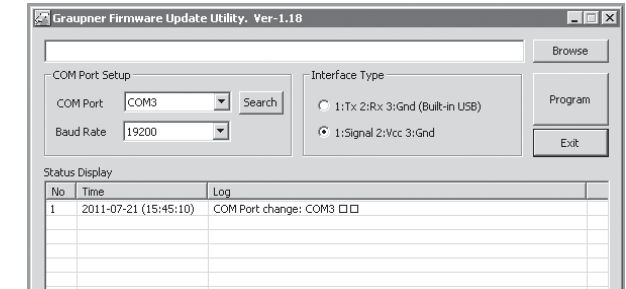 Graupner Firmware Update Utility. Ver-1.18
Browse
COM Port Setup
Interface Type
COM Port COM3 Search
1:Tx 2:Rx 3:Gnd (Built-in USB)
Program
Baud Rate 19200
1:Signal 2:Vcc 3:Gnd
Exit
Status Display
No Time Log
1 2011-07-21 (15:45:10) COM Port change: COM3 □□